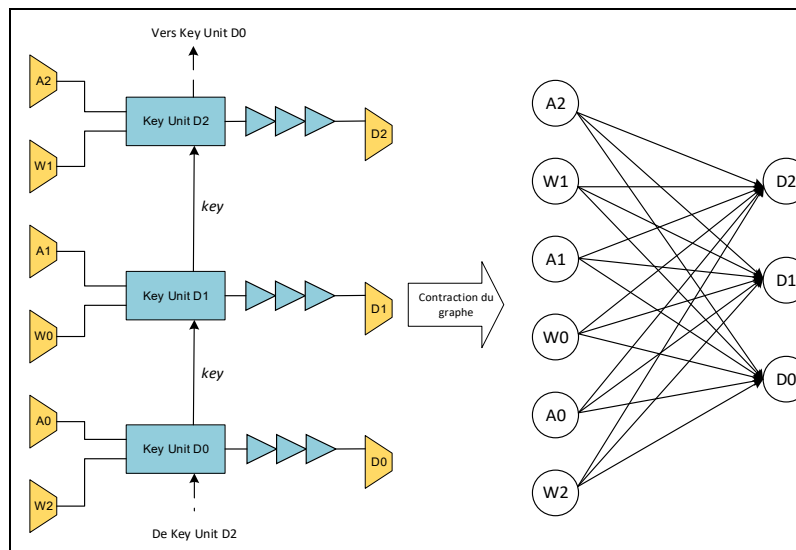 Vers Key Unit D0
A2
Key Unit D2
D2
W1
key
A1
Key Unit D1
D1
W0
key
A0
Key Unit D0
D0
W2
De Key Unit D2
Contraction du
graphe
A2
W1
A1
W0
A0
W2
D2
D1
D0